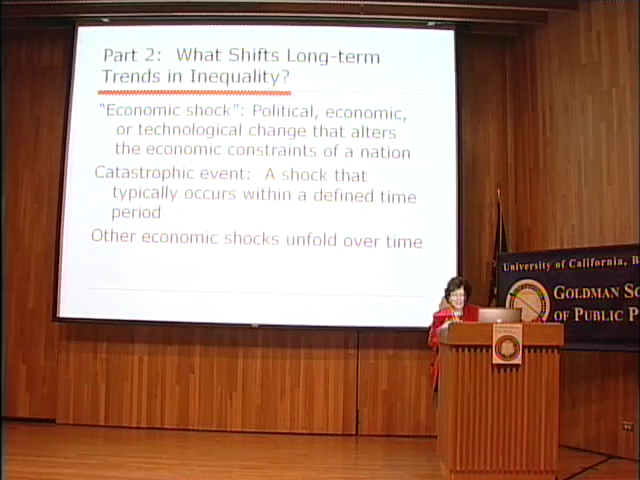 Part 2:  What Shifts Long-term
Trends in Inequality?
“Economic shock”: Political, economic,
or technological change that alters
the economic constraints of a nation
Catastrophic event:  A shock that
typically occurs within a defined time
period
Other economic shocks unfold over time
University of California, B
GOLDMAN SC
OF PUBLIC P